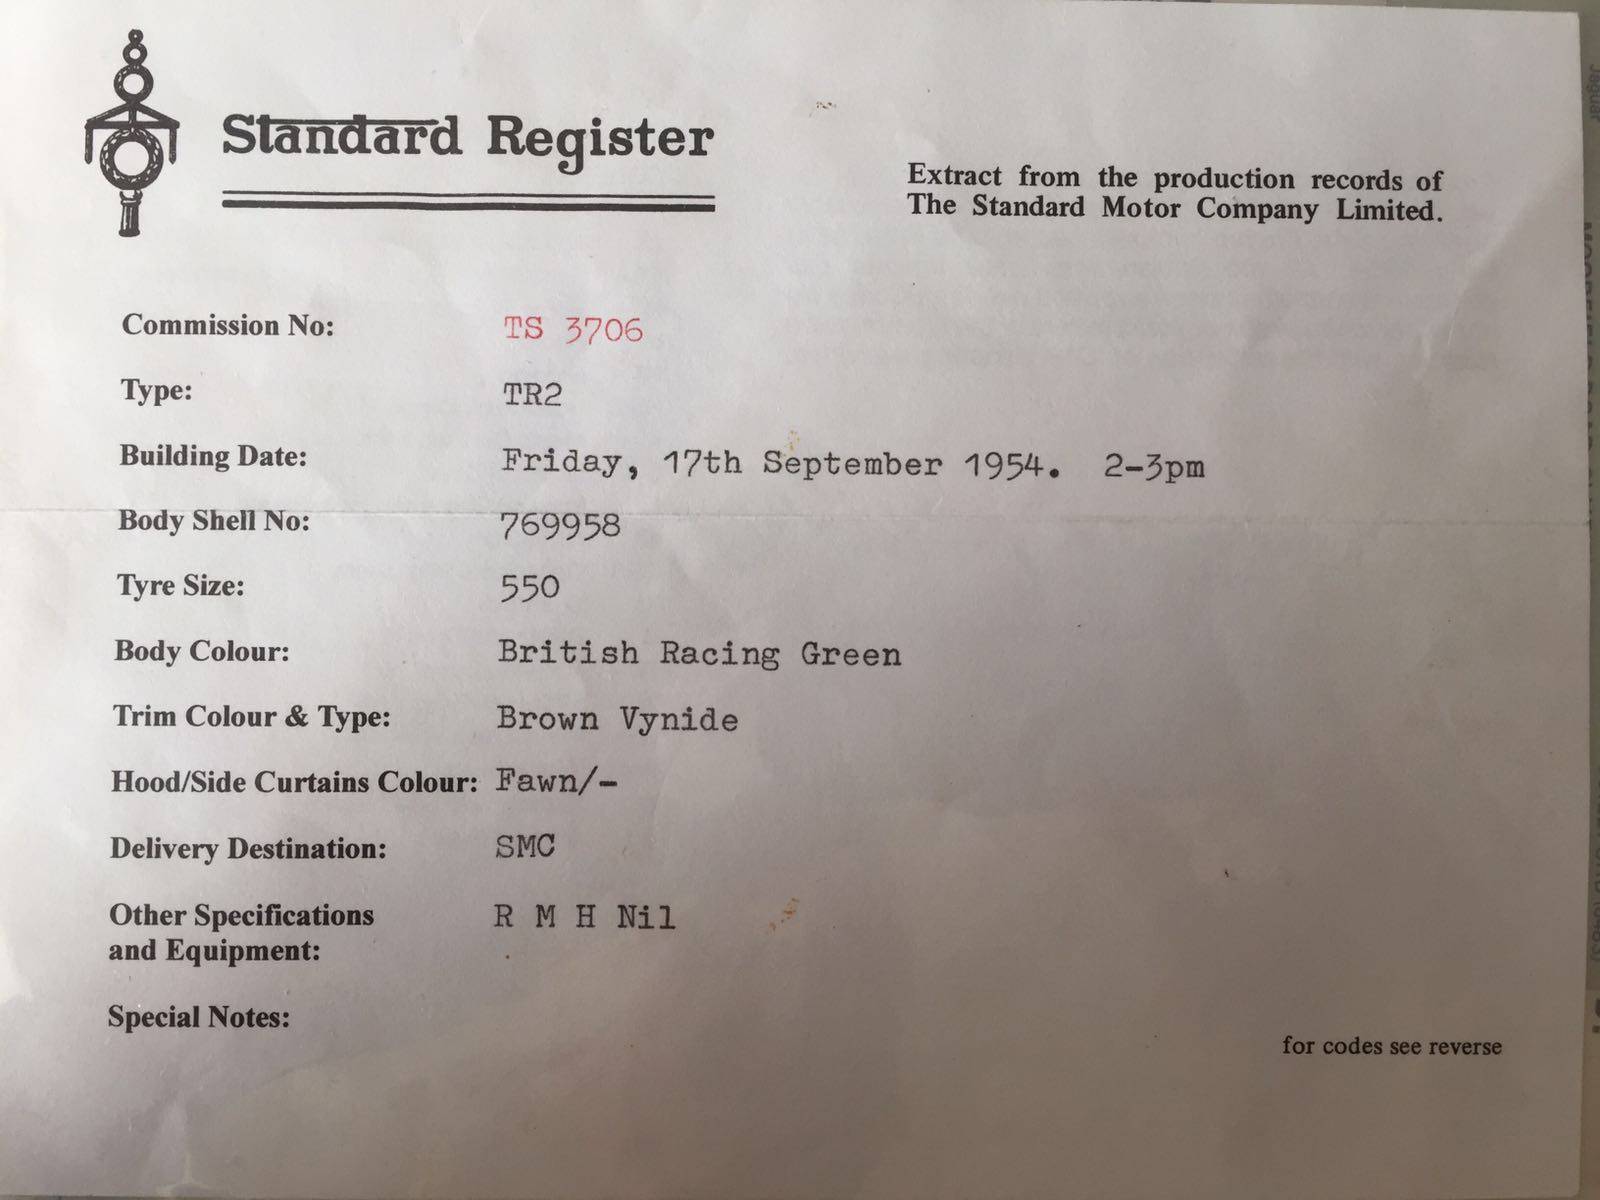 Standard Register
Extract from the production records of
The Standard Motor Company Limited.
Commission No: TS 3706
Type: TR2
Building Date: Friday, 17th September 1954. 2-3pm
Body Shell No: 769958
Tyre Size: 550
Body Colour: British Racing Green
Trim Colour & Type: Brown Vynide
Hood/Side Curtains Colour: Fawn/-
Delivery Destination: SMC
Other Specifications R M H Nil
and Equipment:
Special Notes:
for codes see reverse
Jaguar